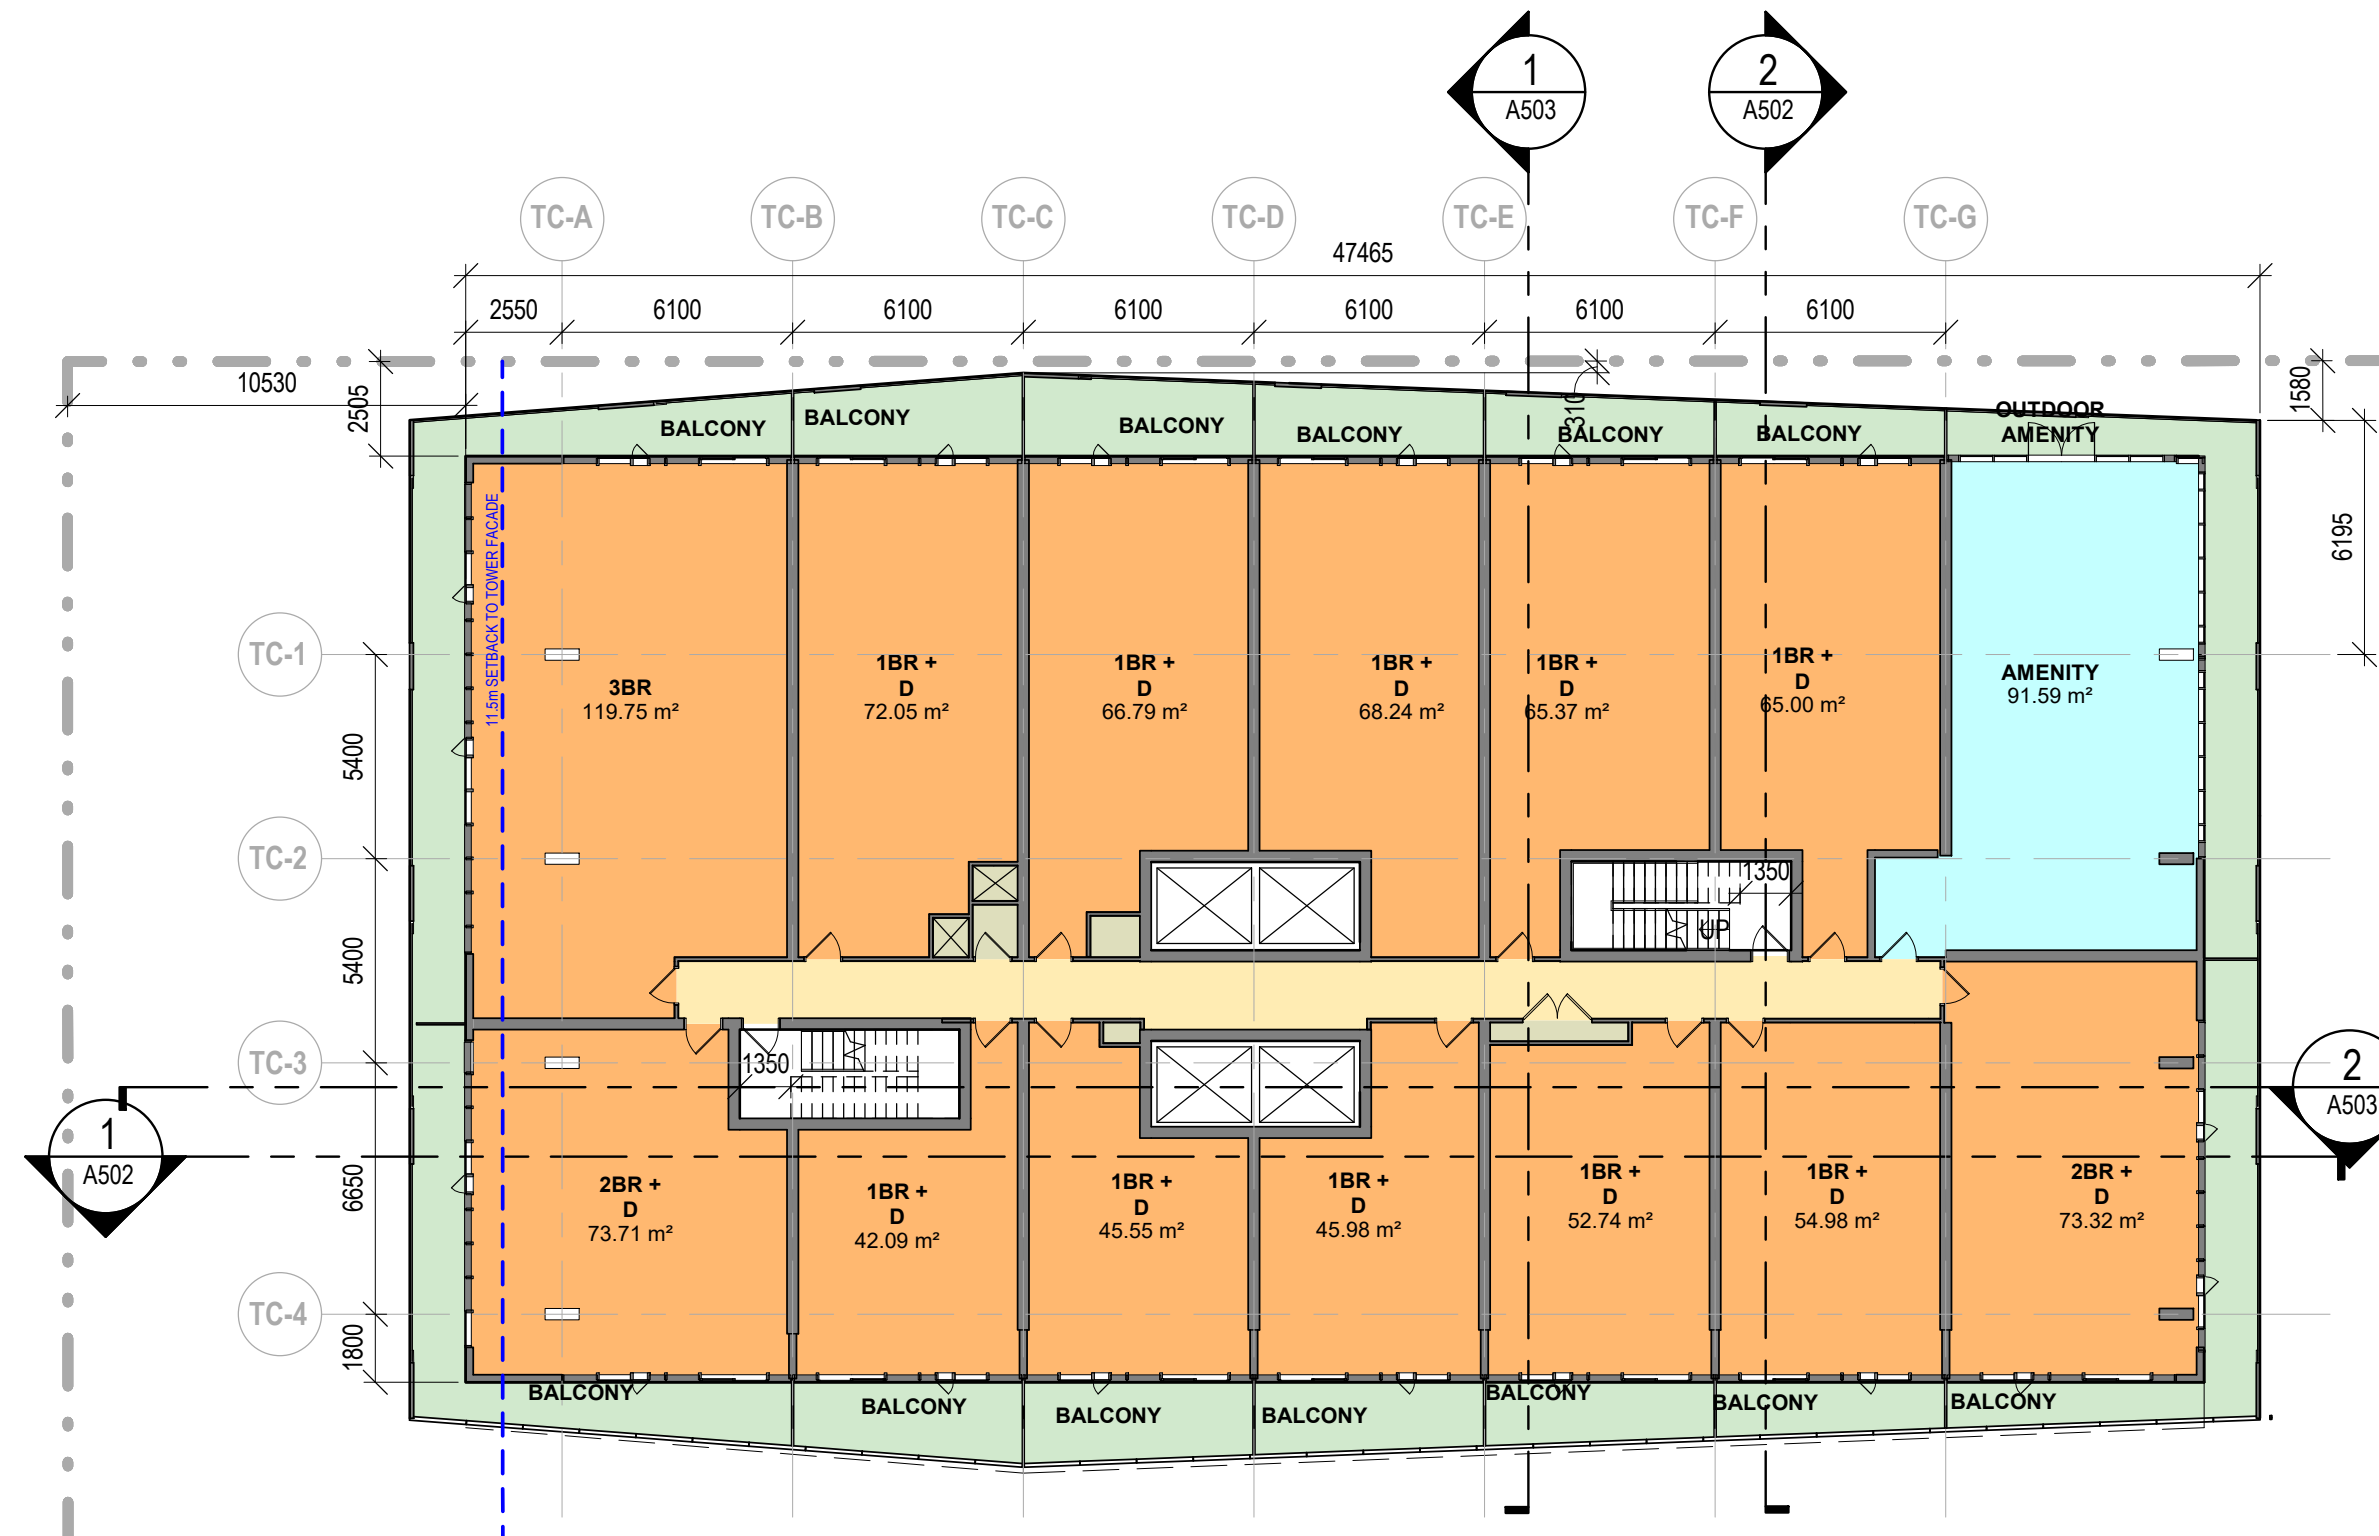 1
A503
2
A502
TC-A
TC-B
TC-C
TC-D
TC-E
TC-F
TC-G
47465
2550
6100
6100
6100
6100
6100
6100
10530
2505
310
1580
6195
BALCONY
BALCONY
BALCONY
BALCONY
BALCONY
BALCONY
OUTDOOR
AMENITY
11.5m SETBACK TO TOWER FACADE
TC-1
3BR
119.75 m²
1BR +
D
72.05 m²
1BR +
D
66.79 m²
1BR +
D
68.24 m²
1BR +
D
65.37 m²
1BR +
D
65.00 m²
AMENITY
91.59 m²
5400
TC-2
1350
UP
5400
TC-3
1350
1
A502
2
A503
6650
2BR +
D
73.71 m²
1BR +
D
42.09 m²
1BR +
D
45.55 m²
1BR +
D
45.98 m²
1BR +
D
52.74 m²
1BR +
D
54.98 m²
2BR +
D
73.32 m²
TC-4
1800
BALCONY
BALCONY
BALCONY
BALCONY
BALCONY
BALCONY
BALCONY